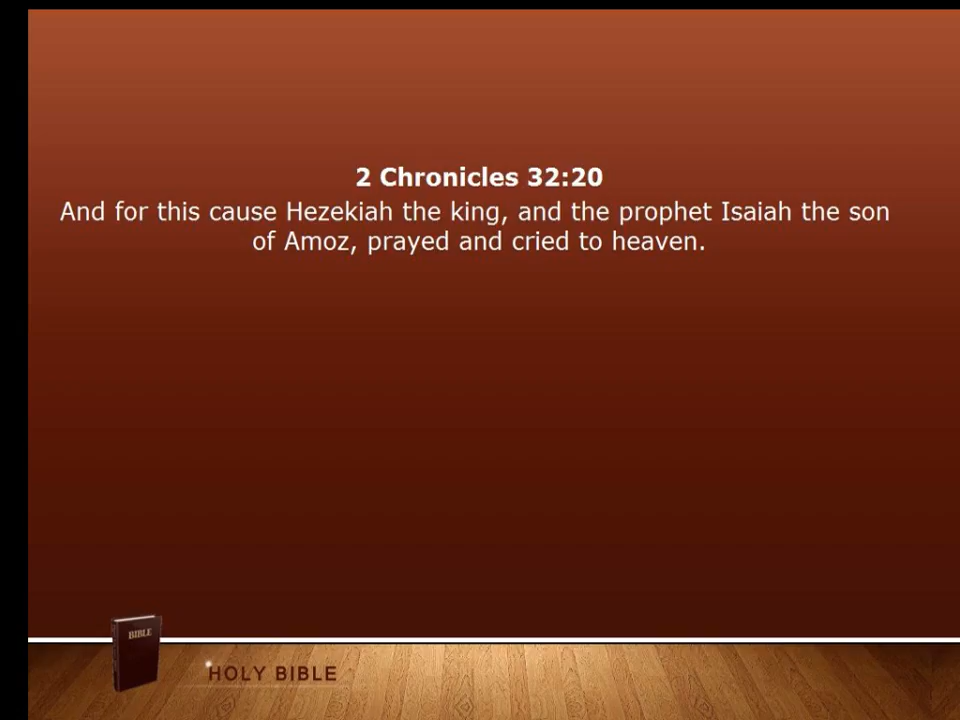 2 Chronicles 32:20
And for this cause Hezekiah the king, and the prophet Isaiah the son
of Amoz, prayed and cried to heaven.
BIBLE
HOLY BIBLE